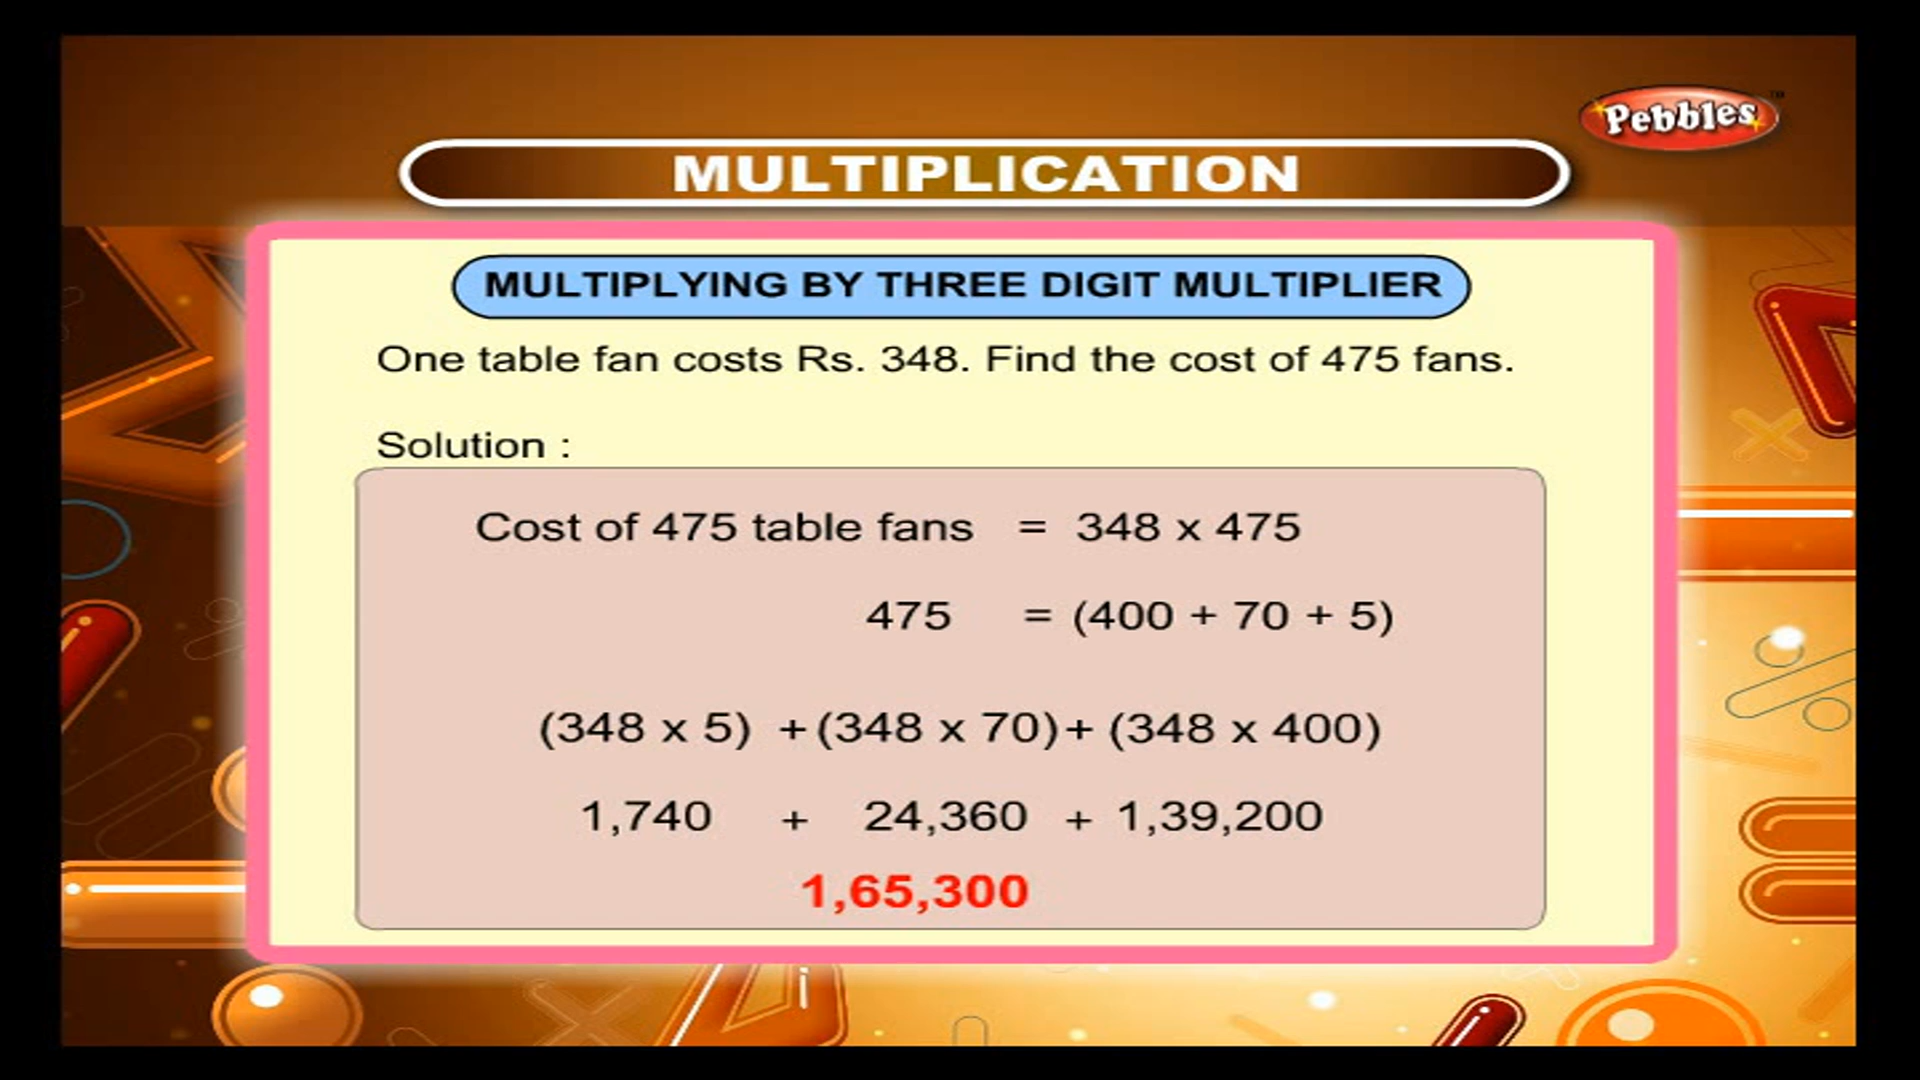 Pebbles™
MULTIPLICATION
MULTIPLYING BY THREE DIGIT MULTIPLIER
One table fan costs Rs. 348. Find the cost of 475 fans.
Solution :
Cost of 475 table fans = 348 x 475
475 = (400 + 70 + 5)
(348 x 5) + (348 x 70) + (348 x 400)
1,740 + 24,360 + 1,39,200
1,65,300